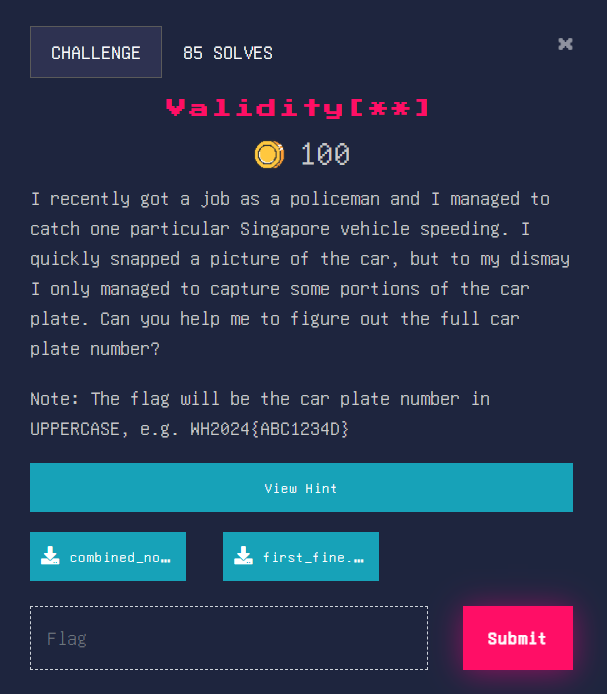 CHALLENGE
85 SOLVES
×
Validity[**]
100
I recently got a job as a policeman and I managed to
catch one particular Singapore vehicle speeding. I
quickly snapped a picture of the car, but to my dismay
I only managed to capture some portions of the car
plate. Can you help me to figure out the full car
plate number?
Note: The flag will be the car plate number in
UPPERCASE, e.g. WH2024{ABC1234D}
View Hint
combined_no…
first_fine.…
Flag
Submit